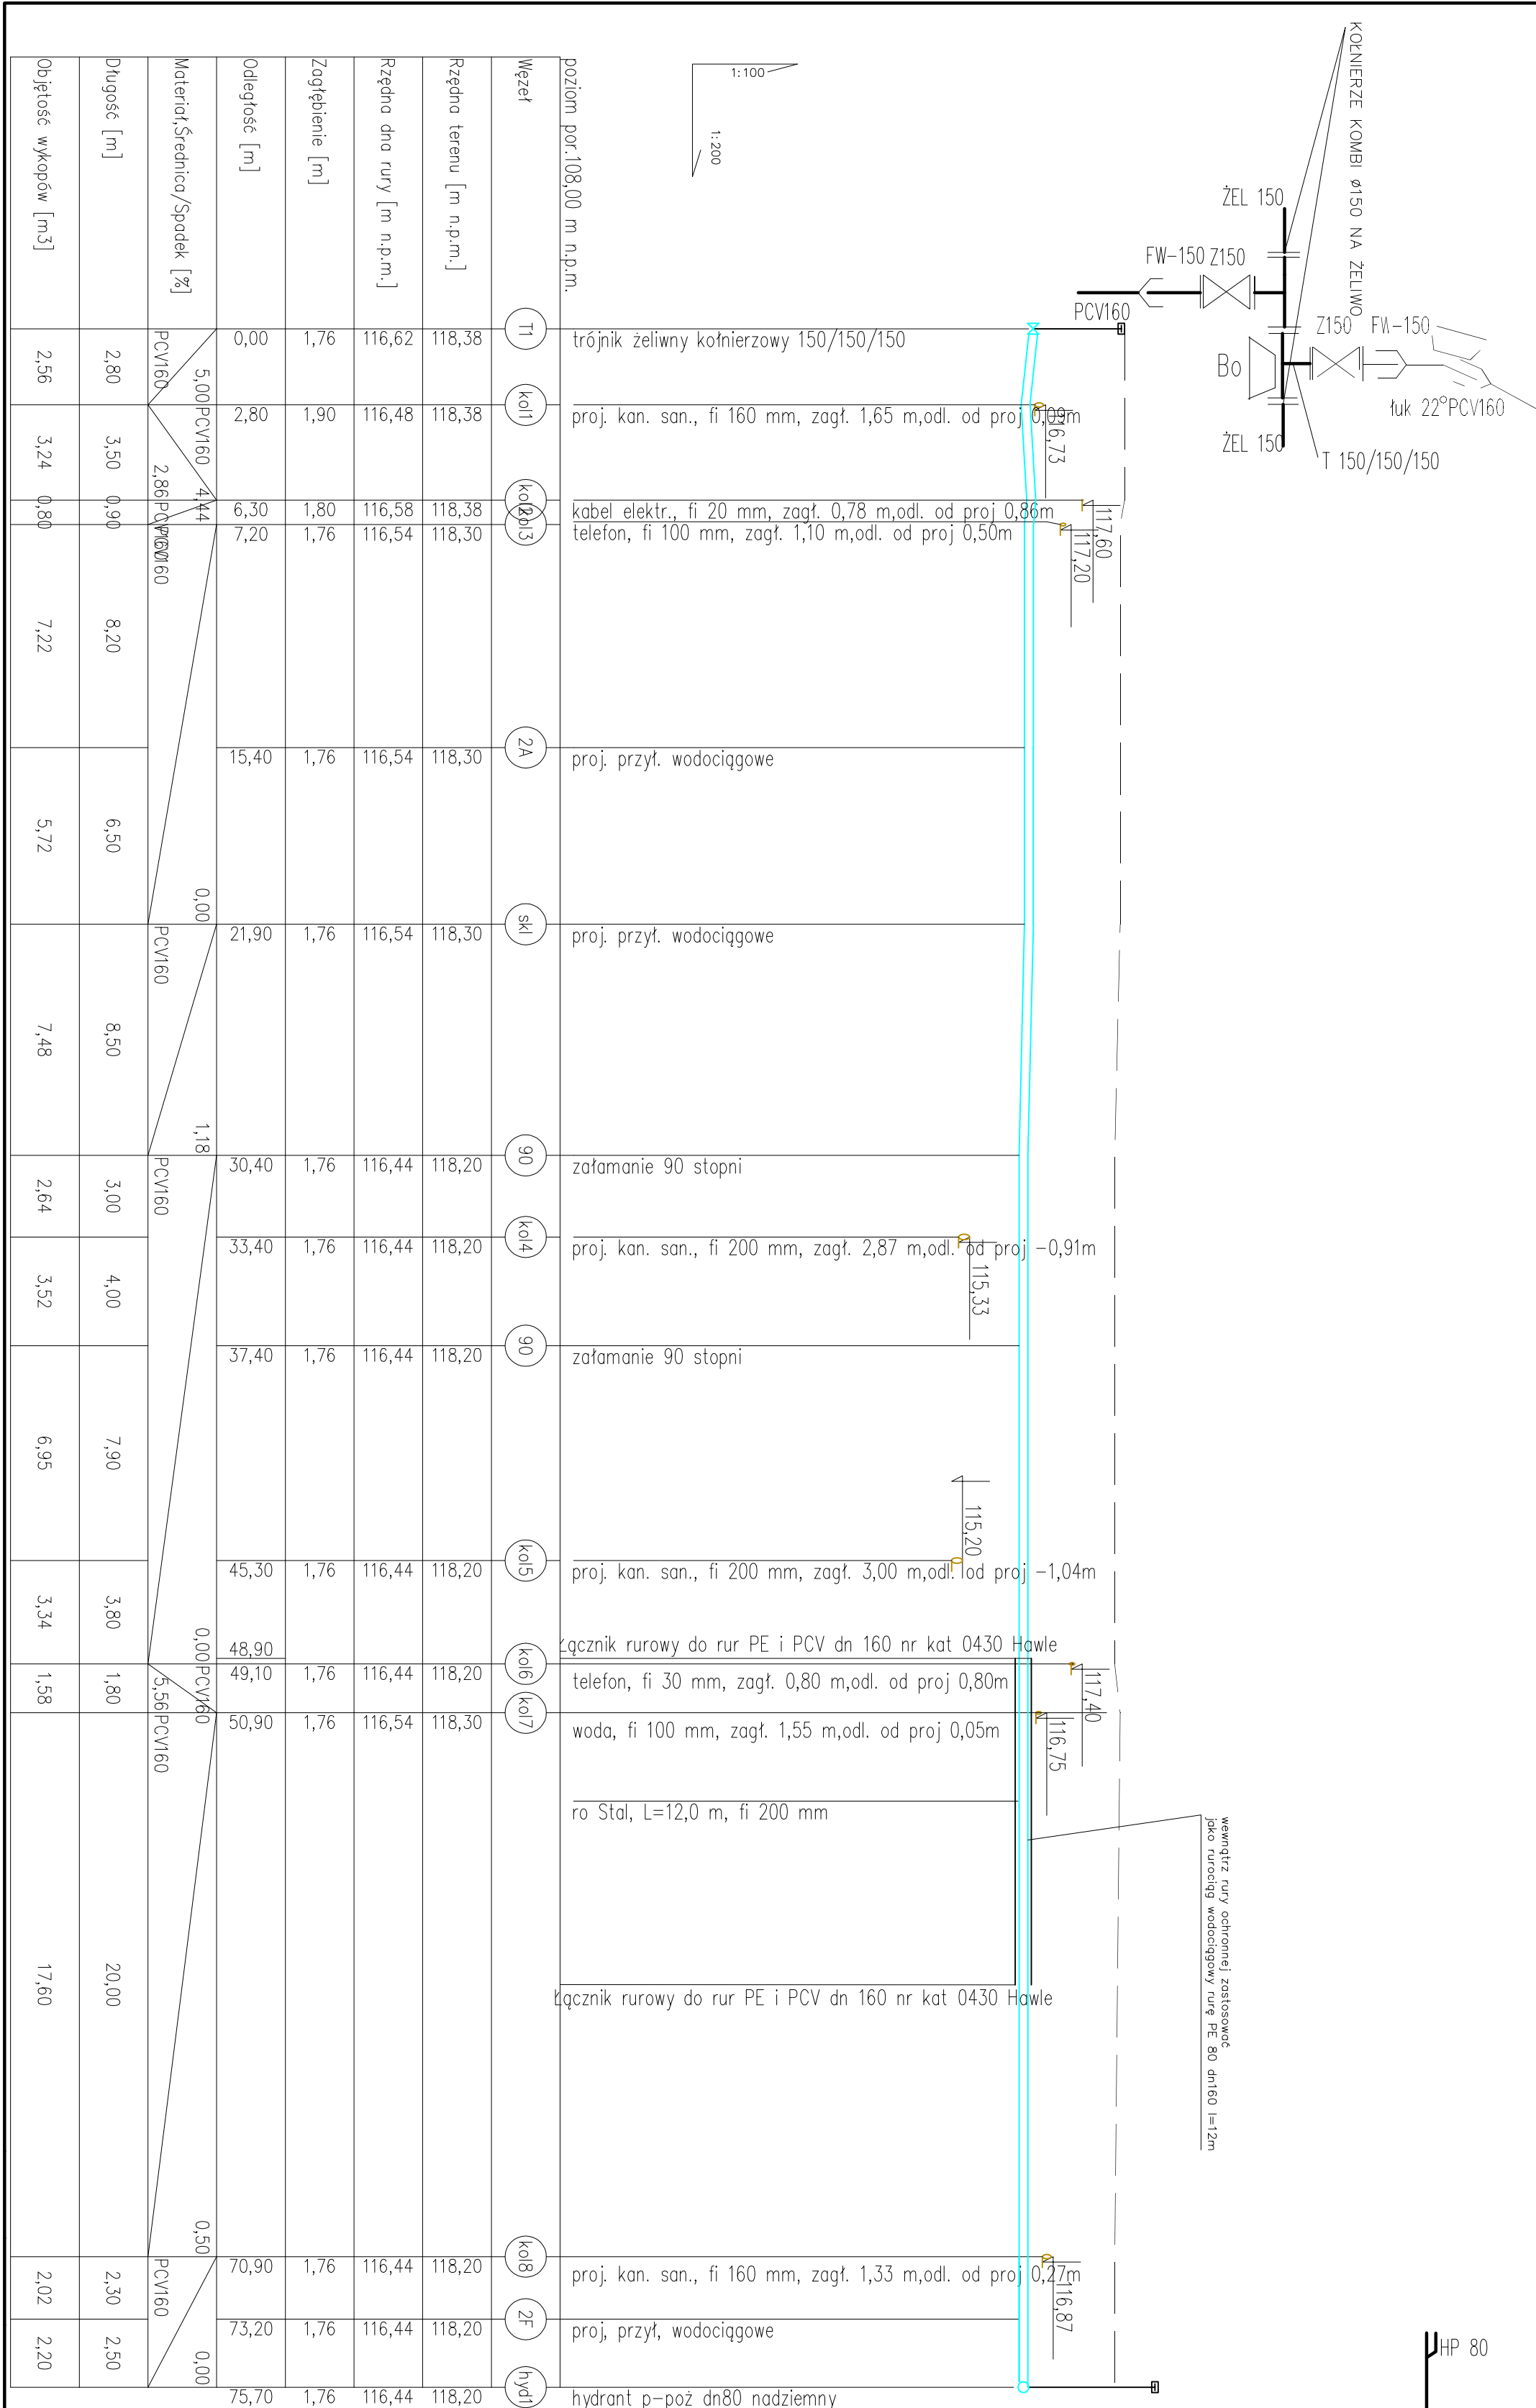 KOŁNIERZE KOMBI ø150 NA ŻELIWO
ŻEL 150
FW-150 Z150
PCV160
Z150 FW-150
Bo
łuk 22°PCV160
ŻEL 150
T 150/150/150
1:100
1:200
poziom por.108,00 m n.p.m.
Węzeł
T1
kol1
kol2
kol3
2A
skl
90
kol4
90
kol5
kol6
kol7
kol8
2F
hyd1
Rzędna terenu [m n.p.m.]
118,38
118,38
118,38
118,30
118,30
118,30
118,20
118,20
118,20
118,20
118,20
118,30
118,20
118,20
118,20
Rzędna dna rury [m n.p.m.]
116,62
116,48
116,58
116,54
116,54
116,54
116,44
116,44
116,44
116,44
116,44
116,54
116,44
116,44
116,44
Zagłębienie [m]
1,76
1,90
1,80
1,76
1,76
1,76
1,76
1,76
1,76
1,76
1,76
1,76
1,76
1,76
1,76
Odległość [m]
0,00
2,80
6,30
7,20
15,40
21,90
30,40
33,40
37,40
45,30
48,90
49,10
50,90
70,90
73,20
75,70
Materiał,Średnica/Spadek [%]
PCV160
5,00
PCV160
2,86
PCV160
4,44
PCV160
0,00
PCV160
1,18
PCV160
0,00
PCV160
5,56
PCV160
0,50
PCV160
0,00
Długość [m]
2,80
3,50
0,90
8,20
6,50
8,50
3,00
4,00
7,90
3,80
1,80
20,00
2,30
2,50
Objętość wykopów [m3]
2,56
3,24
0,80
7,22
5,72
7,48
2,64
3,52
6,95
3,34
1,58
17,60
2,02
2,20
trójnik żeliwny kołnierzowy 150/150/150
proj. kan. san., fi 160 mm, zagł. 1,65 m,odl. od proj 0,09m
116,73
kabel elektr., fi 20 mm, zagł. 0,78 m,odl. od proj 0,86m
117,60
telefon, fi 100 mm, zagł. 1,10 m,odl. od proj 0,50m
117,20
proj. przył. wodociągowe
proj. przył. wodociągowe
załamanie 90 stopni
proj. kan. san., fi 200 mm, zagł. 2,87 m,odl. od proj -0,91m
115,33
załamanie 90 stopni
115,20
proj. kan. san., fi 200 mm, zagł. 3,00 m,odl. od proj -1,04m
Łącznik rurowy do rur PE i PCV dn 160 nr kat 0430 Hawle
telefon, fi 30 mm, zagł. 0,80 m,odl. od proj 0,80m
117,40
woda, fi 100 mm, zagł. 1,55 m,odl. od proj 0,05m
116,75
ro Stal, L=12,0 m, fi 200 mm
wewnątrz rury ochronnej zastosować
jako rurociąg wodociągowy rurę PE 80 dn160 l=12m
Łącznik rurowy do rur PE i PCV dn 160 nr kat 0430 Hawle
proj. kan. san., fi 160 mm, zagł. 1,33 m,odl. od proj 0,27m
116,87
proj, przył, wodociągowe
hydrant p-poż dn80 nadziemny
HP 80